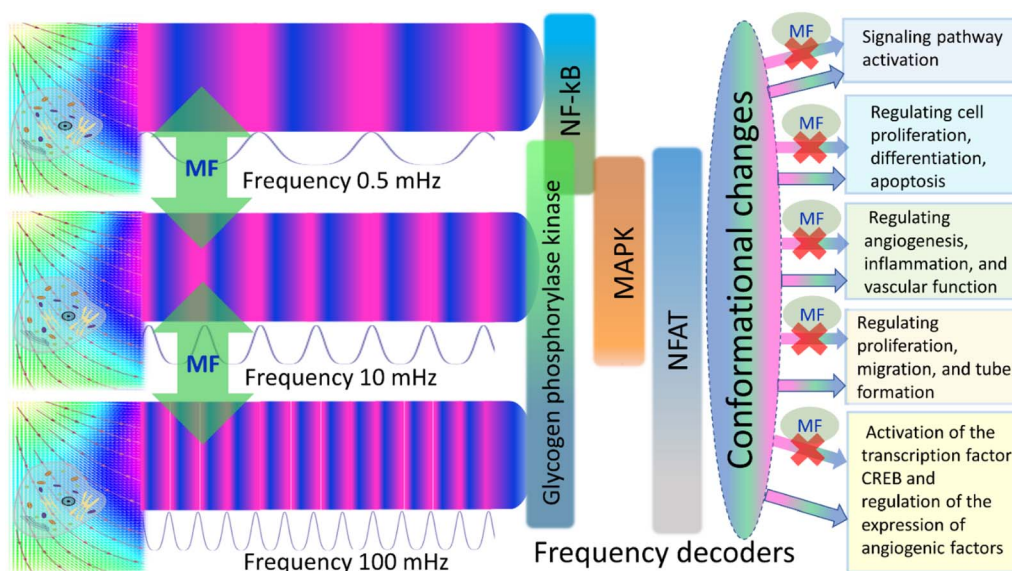 MF
Frequency 0.5 mHz
MF
Frequency 10 mHz
Frequency 100 mHz
NF-kB
Glycogen phosphorylase kinase
MAPK
NFAT
Frequency decoders
Conformational changes
MF
Signaling pathway
activation
MF
Regulating cell
proliferation,
differentiation,
apoptosis
MF
Regulating
angiogenesis,
inflammation, and
vascular function
MF
Regulating
proliferation,
migration, and tube
formation
MF
Activation of the
transcription factor
CREB and
regulation of the
expression of
angiogenic factors